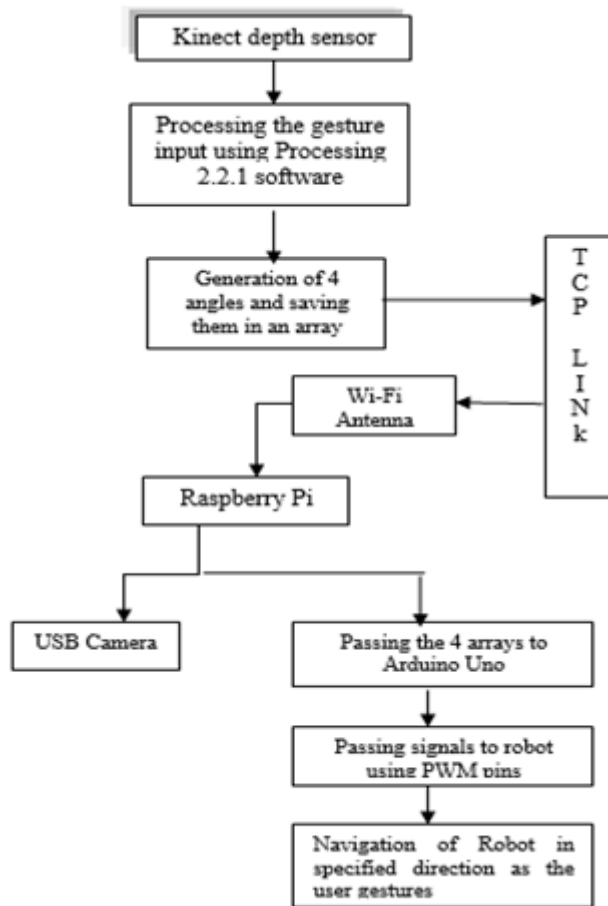 Kinect depth sensor
Processing the gesture
input using Processing
2.2.1 software
Generation of 4
angles and saving
them in an array
TCP
LINk
Wi-Fi
Antenna
Raspberry Pi
USB Camera
Passing the 4 arrays to
Arduino Uno
Passing signals to robot
using PWM pins
Navigation of Robot in
specified direction as the
user gestures